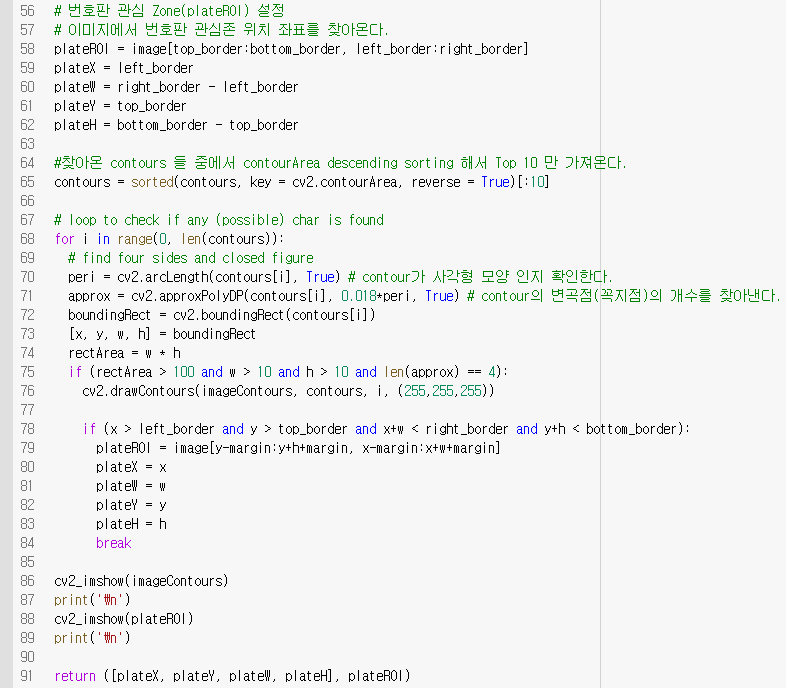 56 # 번호판 관심 Zone(plateROI) 설정
57 # 이미지에서 번호판 관심존 위치 좌표를 찾아온다.
58 plateROI = image[top_border:bottom_border, left_border:right_border]
59 plateX = left_border
60 plateW = right_border - left_border
61 plateY = top_border
62 plateH = bottom_border - top_border
63
64 #찾아온 contours 들 중에서 contourArea descending sorting 해서 Top 10 만 가져온다.
65 contours = sorted(contours, key = cv2.contourArea, reverse = True)[:10]
66
67 # loop to check if any (possible) char is found
68 for i in range(0, len(contours)):
69 # find four sides and closed figure
70 peri = cv2.arcLength(contours[i], True) # contour가 사각형 모양 인지 확인한다.
71 approx = cv2.approxPolyDP(contours[i], 0.018*peri, True) # contour의 변곡점(꼭지점)의 개수를 찾아낸다.
72 boundingRect = cv2.boundingRect(contours[i])
73 [x, y, w, h] = boundingRect
74 rectArea = w * h
75 if (rectArea > 100 and w > 10 and h > 10 and len(approx) == 4):
76 cv2.drawContours(imageContours, contours, i, (255,255,255))
77
78 if (x > left_border and y > top_border and x+w < right_border and y+h < bottom_border):
79 plateROI = image[y-margin:y+h+margin, x-margin:x+w+margin]
80 plateX = x
81 plateW = w
82 plateY = y
83 plateH = h
84 break
85
86 cv2_imshow(imageContours)
87 print('₩n')
88 cv2_imshow(plateROI)
89 print('₩n')
90
91 return ([plateX, plateY, plateW, plateH], plateROI)